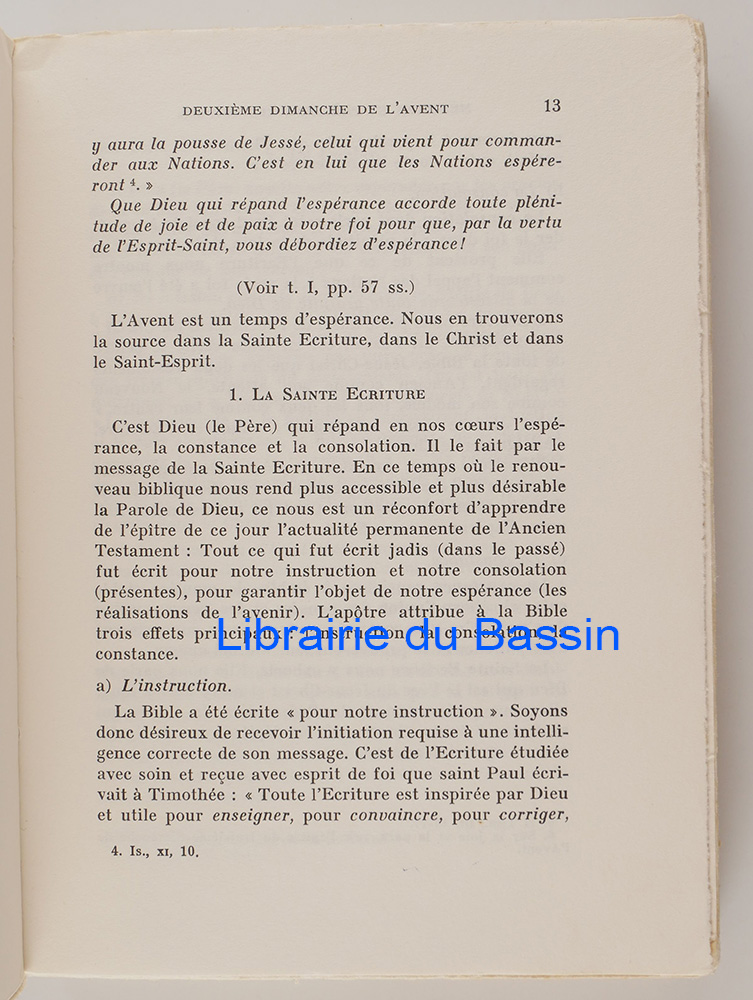 DEUXIÈME DIMANCHE DE L'AVENT 13
y aura la pousse de Jessé, celui qui vient pour comman-
der aux Nations. C'est en lui que les Nations espére-
ront 4. »
Que Dieu qui répand l'espérance accorde toute pléni-
tude de joie et de paix à votre foi pour que, par la vertu
de l'Esprit-Saint, vous débordiez d'espérance!
(Voir t. I, pp. 57 ss.)
L'Avent est un temps d'espérance. Nous en trouverons
la source dans la Sainte Ecriture, dans le Christ et dans
le Saint-Esprit.
1. LA SAINTE ECRITURE
C'est Dieu (le Père) qui répand en nos cœurs l'espé-
rance, la constance et la consolation. Il le fait par le
message de la Sainte Ecriture. En ce temps où le renou-
veau biblique nous rend plus accessible et plus désirable
la Parole de Dieu, ce nous est un réconfort d'apprendre
de l'épître de ce jour l'actualité permanente de l'Ancien
Testament : Tout ce qui fut écrit jadis (dans le passé)
fut écrit pour notre instruction et notre consolation
(présentes), pour garantir l'objet de notre espérance (les
réalisations de l'avenir). L'apôtre attribue à la Bible
trois effets principaux : l'instruction, la consolation, la
Librairie du Bassin
constance.
a) L'instruction.
La Bible a été écrite « pour notre instruction ». Soyons
donc désireux de recevoir l'initiation requise à une intelli-
gence correcte de son message. C'est de l'Ecriture étudiée
avec soin et reçue avec esprit de foi que saint Paul écri-
vait à Timothée : « Toute l'Ecriture est inspirée par Dieu
et utile pour enseigner, pour convaincre, pour corriger,
4. Is., XI, 10.